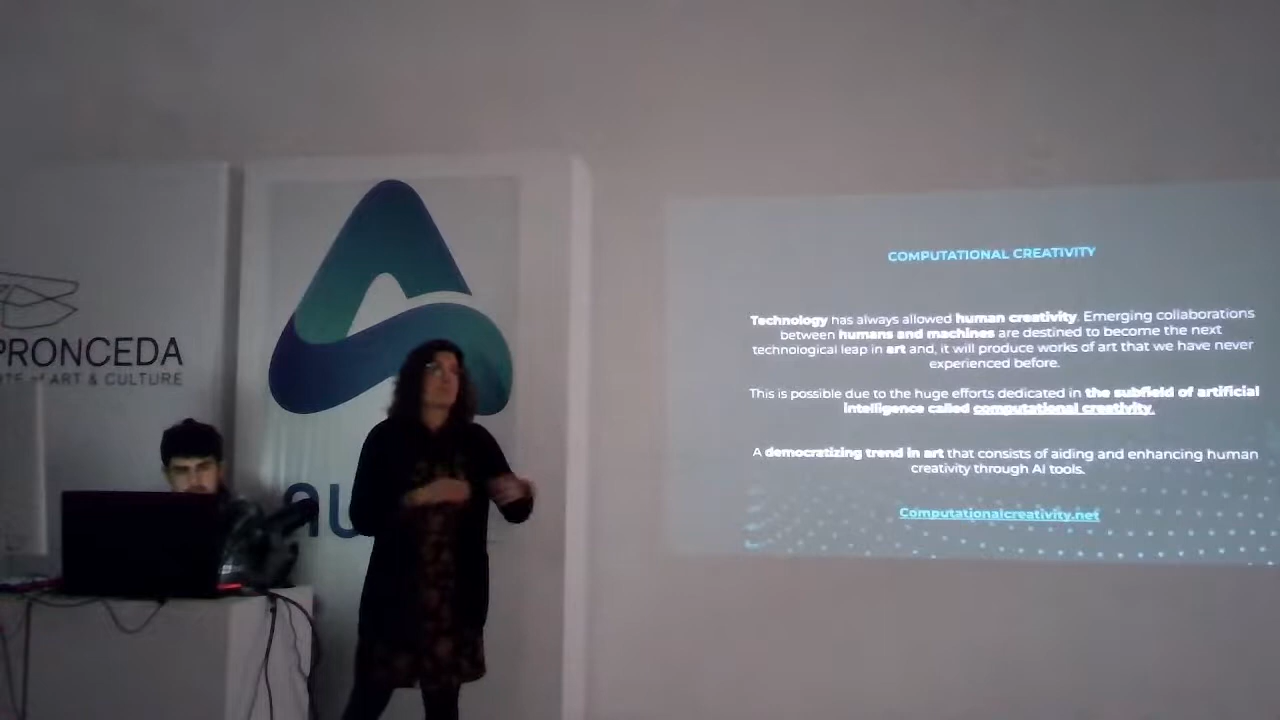 PRONCEDA
ART & CULTURE
au
COMPUTATIONAL CREATIVITY
Technology has always allowed human creativity. Emerging collaborations
between humans and machines are destined to become the next
technological leap in art and, it will produce works of art that we have never
experienced before.
This is possible due to the huge efforts dedicated in the subfield of artificial
intelligence called computational creativity.
A democratizing trend in art that consists of aiding and enhancing human
creativity through AI tools.
Computationalcreativity.net